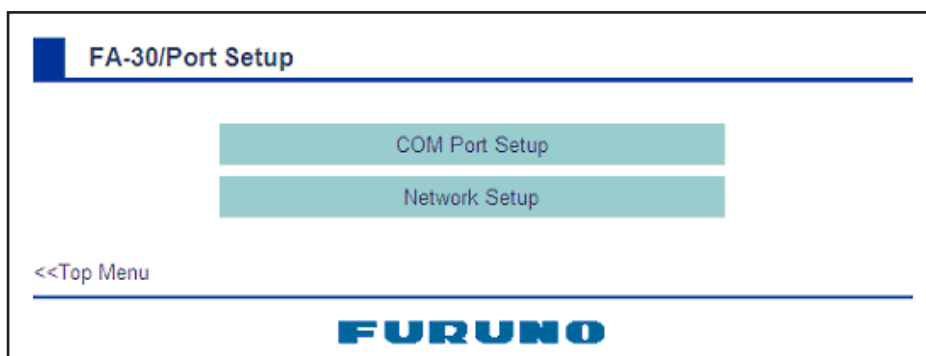 FA-30/Port Setup
COM Port Setup
Network Setup
<<Top Menu
FURUNO